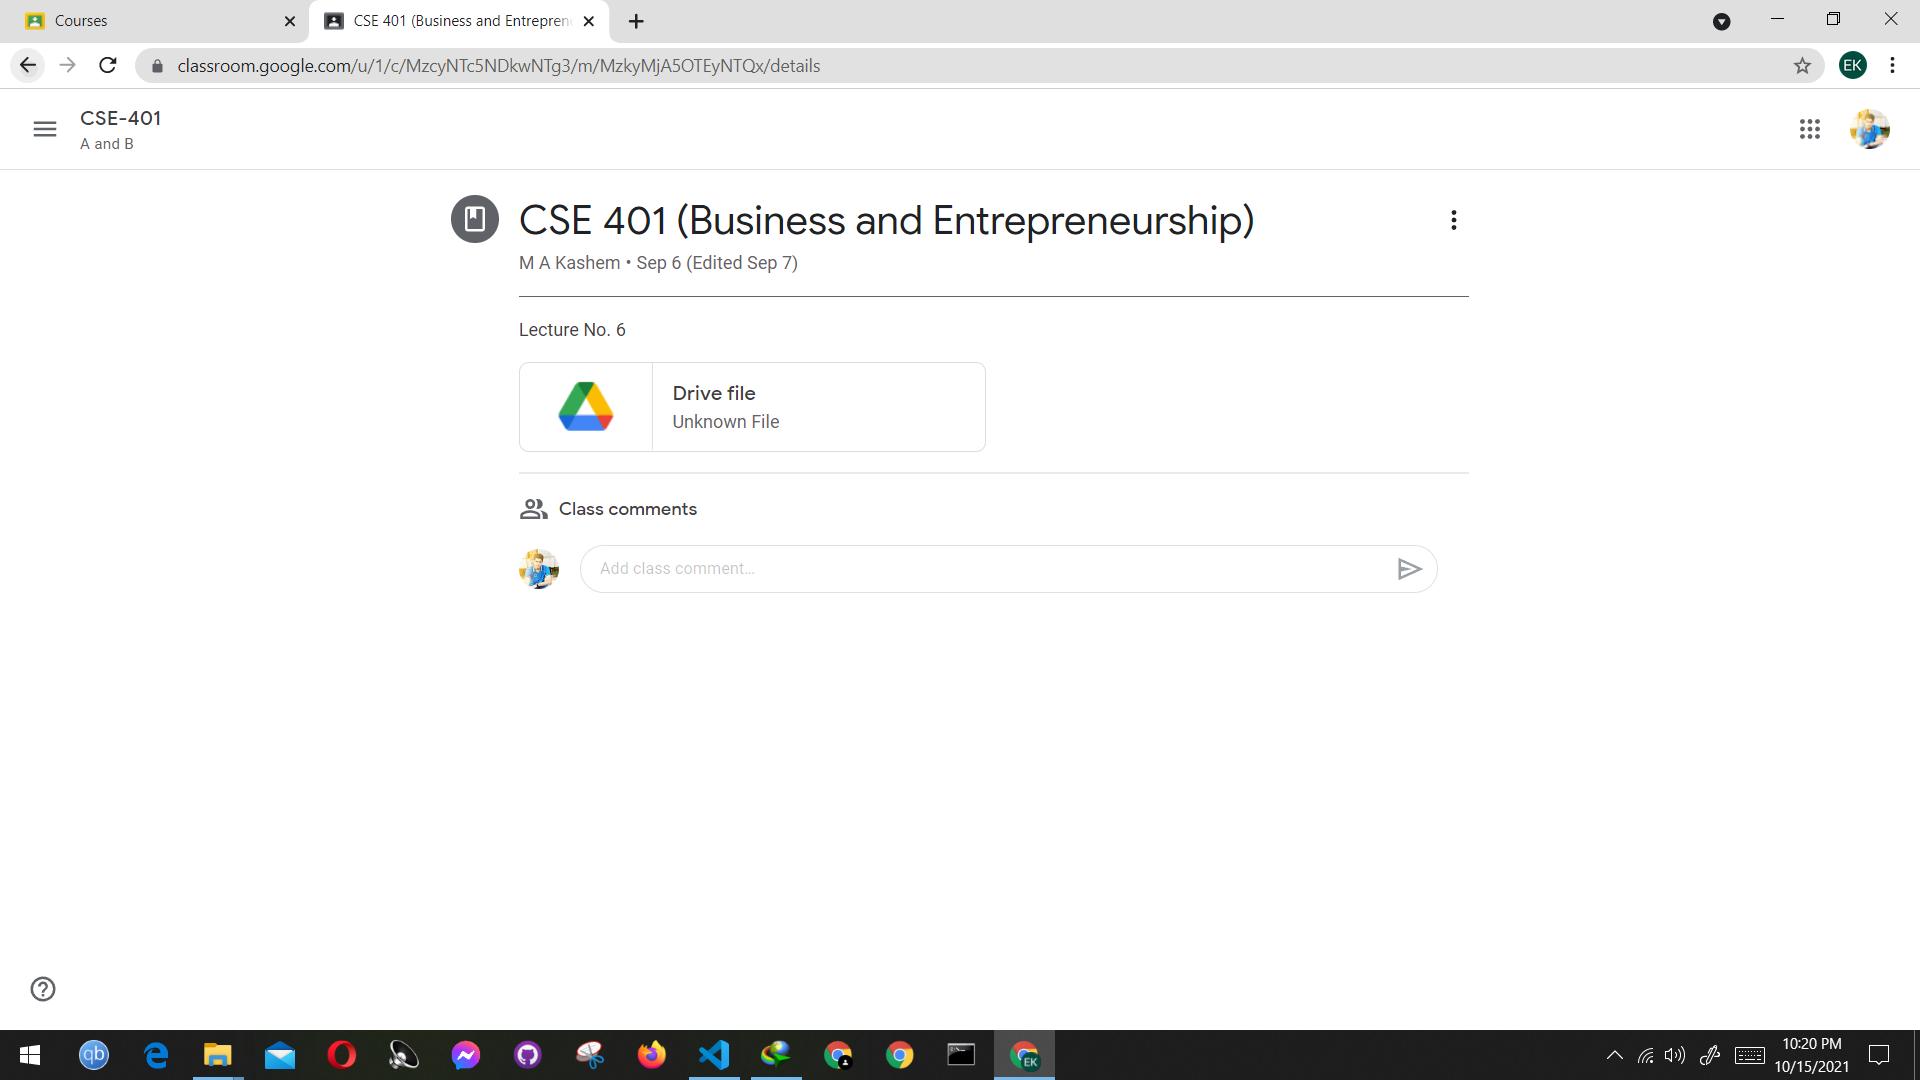 Courses
CSE 401 (Business and Entrepren
classroom.google.com/u/1/c/MzcyNTc5NDkwNTg3/m/MzkyMjA5OTEyNTQx/details
EK
CSE-401
A and B
CSE 401 (Business and Entrepreneurship)
M A Kashem • Sep 6 (Edited Sep 7)
Lecture No. 6
Drive file
Unknown File
Class comments
Add class comment...
qb
EK
10:20 PM
10/15/2021